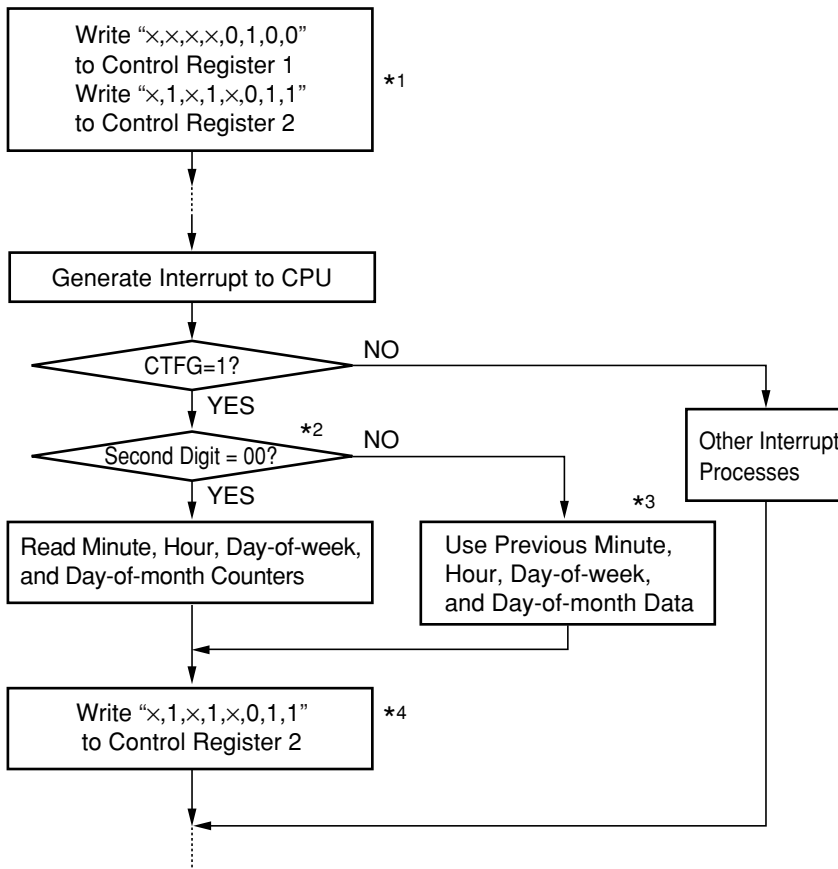 Write “×,×,×,×,0,1,0,0”
to Control Register 1
Write “×,1,×,1,×,0,1,1”
to Control Register 2
*1
Generate Interrupt to CPU
CTFG=1?
NO
YES
*2
Second Digit = 00?
NO
YES
Other Interrupt
Processes
*3
Read Minute, Hour, Day-of-week,
and Day-of-month Counters
Use Previous Minute,
Hour, Day-of-week,
and Day-of-month Data
Write “×,1,×,1,×,0,1,1”
to Control Register 2
*4